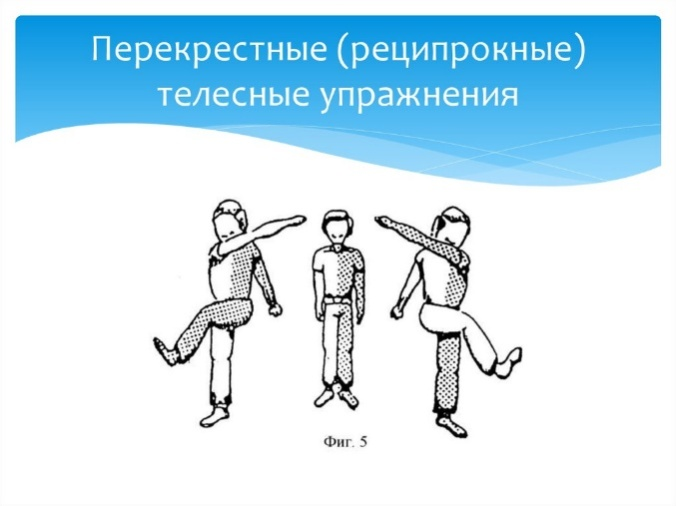 Перекрестные (реципрокные)
телесные упражнения
Фиг. 5